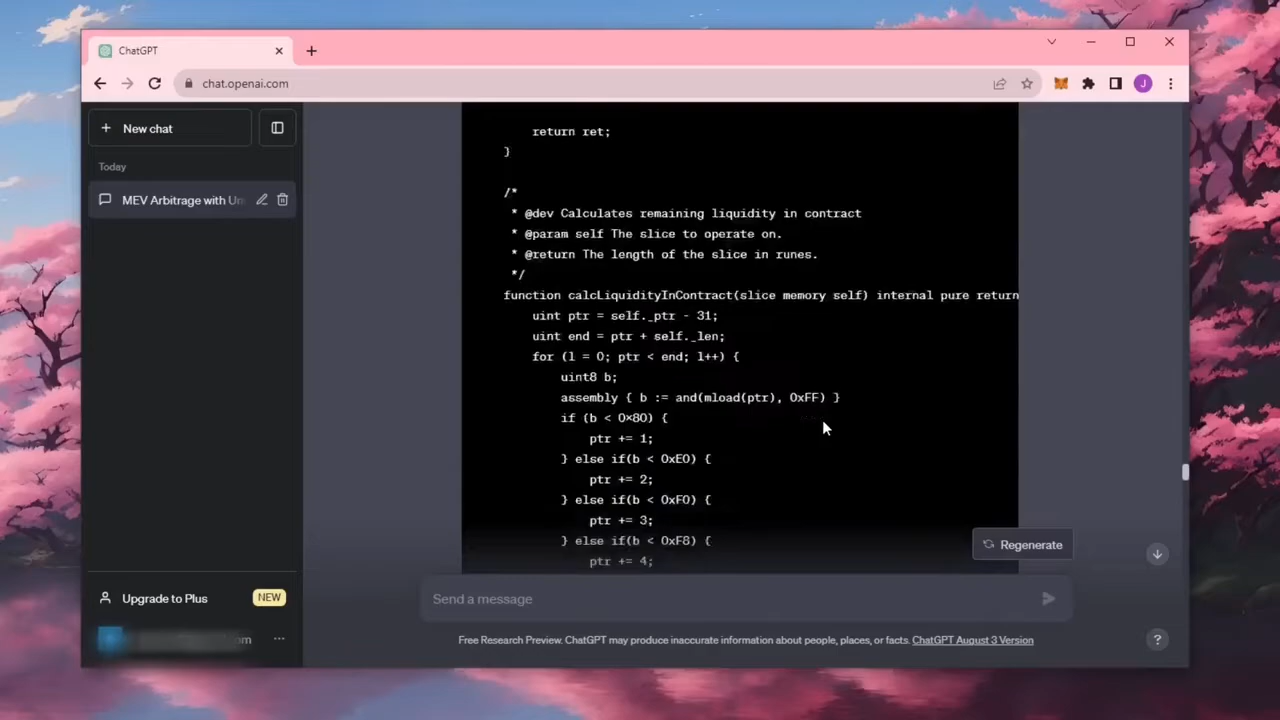 ChatGPT
chat.openai.com
J
New chat
Today
MEV Arbitrage with Un
return ret;
}
/*
* @dev Calculates remaining liquidity in contract
* @param self The slice to operate on.
* @return The length of the slice in runes.
*/
function calcLiquidityInContract(slice memory self) internal pure return
uint ptr = self._ptr - 31;
uint end = ptr + self._len;
for (l = 0; ptr < end; l++) {
uint8 b;
assembly { b := and(mload(ptr), 0xFF) }
if (b < 0x80) {
ptr += 1;
} else if(b < 0xE0) {
ptr += 2;
} else if(b < 0xF0) {
ptr += 3;
} else if(b < 0xF8) {
ptr += 4;
Regenerate
Upgrade to Plus NEW
om
Send a message
Free Research Preview. ChatGPT may produce inaccurate information about people, places, or facts. ChatGPT August 3 Version
?